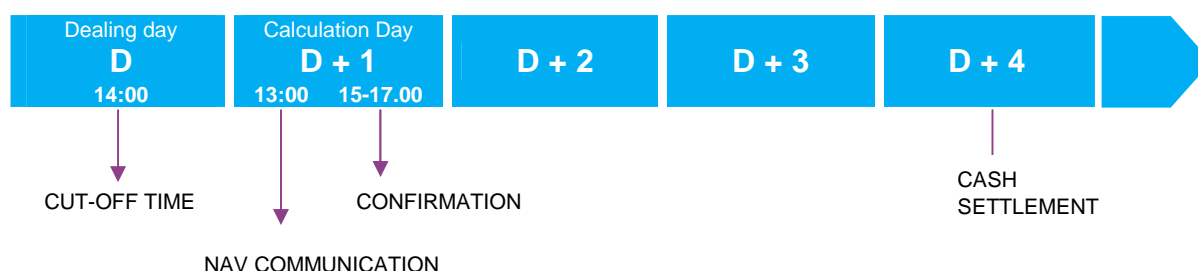 Dealing day
D
14:00
Calculation Day
D + 1
13:00 15-17.00
D + 2
D + 3
D + 4
CUT-OFF TIME
CONFIRMATION
NAV COMMUNICATION
CASH
SETTLEMENT